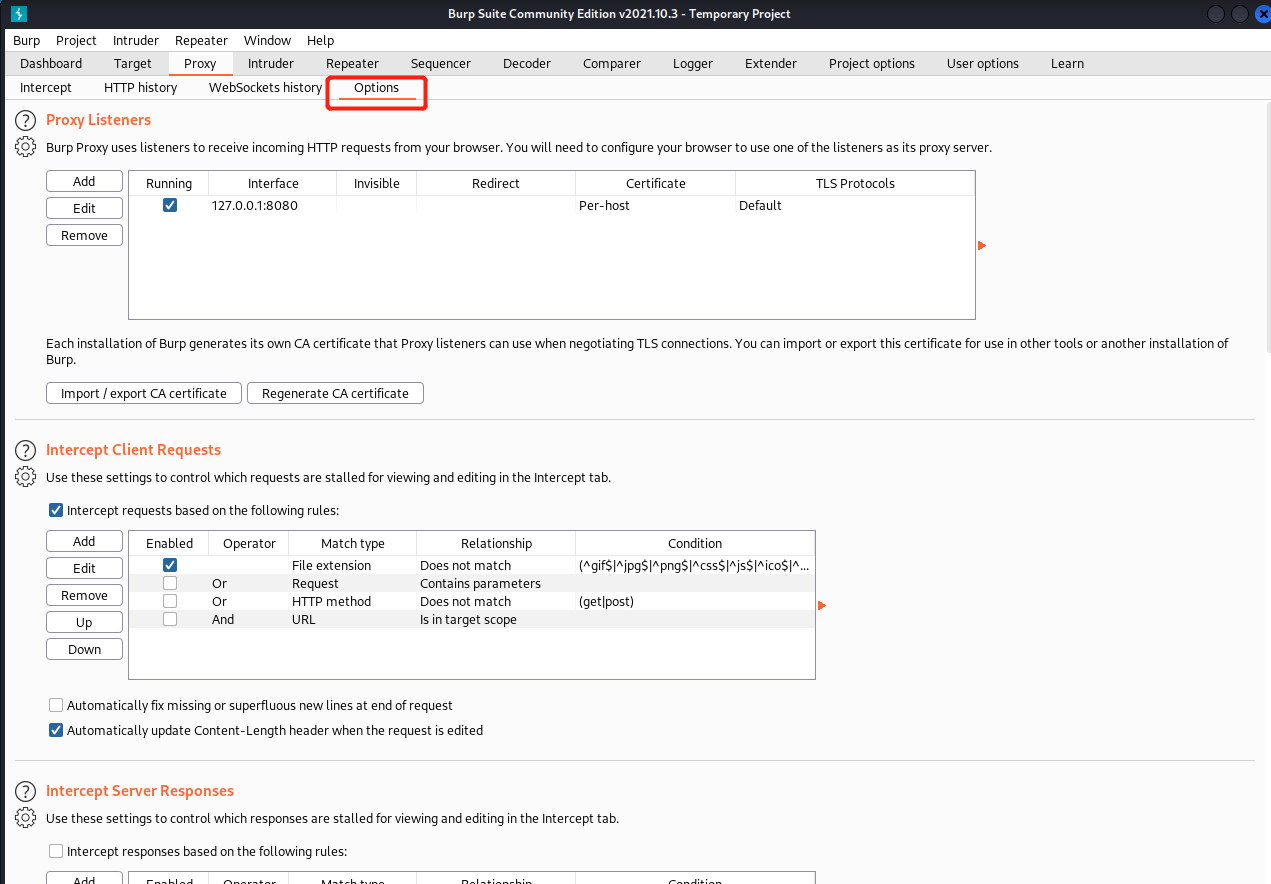 Burp Suite Community Edition v2021.10.3 - Temporary Project
Burp Project Intruder Repeater Window Help
Dashboard Target Proxy Intruder Repeater Sequencer Decoder Comparer Logger Extender Project options User options Learn
Intercept HTTP history WebSockets history Options
? Proxy Listeners
Burp Proxy uses listeners to receive incoming HTTP requests from your browser. You will need to configure your browser to use one of the listeners as its proxy server.
Add Running Interface Invisible Redirect Certificate TLS Protocols
Edit 127.0.0.1:8080 Per-host Default
Remove
Each installation of Burp generates its own CA certificate that Proxy listeners can use when negotiating TLS connections. You can import or export this certificate for use in other tools or another installation of
Burp.
Import / export CA certificate Regenerate CA certificate
? Intercept Client Requests
Use these settings to control which requests are stalled for viewing and editing in the Intercept tab.
Intercept requests based on the following rules:
Add Enabled Operator Match type Relationship Condition
Edit File extension Does not match (^gif$|^jpg$|^png$|^css$|^js$|^ico$|^...
Or Request Contains parameters
Remove Or HTTP method Does not match (get|post)
Up And URL Is in target scope
Down
Automatically fix missing or superfluous new lines at end of request
Automatically update Content-Length header when the request is edited
? Intercept Server Responses
Use these settings to control which responses are stalled for viewing and editing in the Intercept tab.
Intercept responses based on the following rules:
Add Enabled Operator Match type Relationship Condition